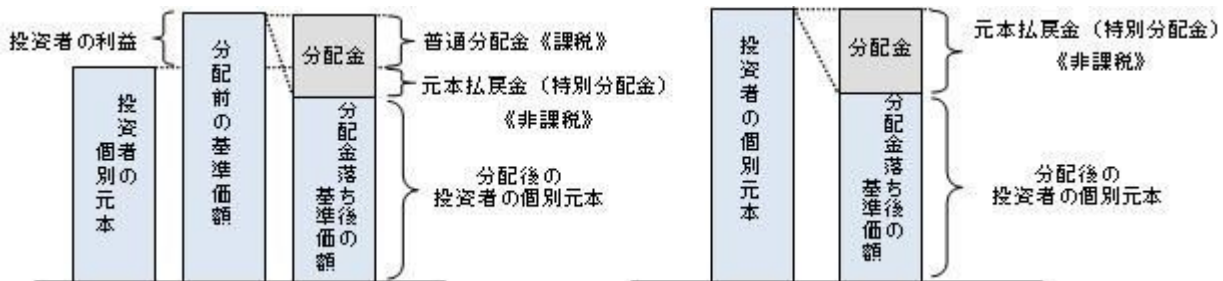 投資者の利益
投資者の
個別元本
分配前の基準価額
分配金
分配金落ち後の
基準価額
普通分配金《課税》
元本払戻金（特別分配金）
《非課税》
分配後の
投資者の個別元本
投資者の個別元本
分配金
分配金落ち後の
基準価額
元本払戻金（特別分配金）
《非課税》
分配後の
投資者の個別元本